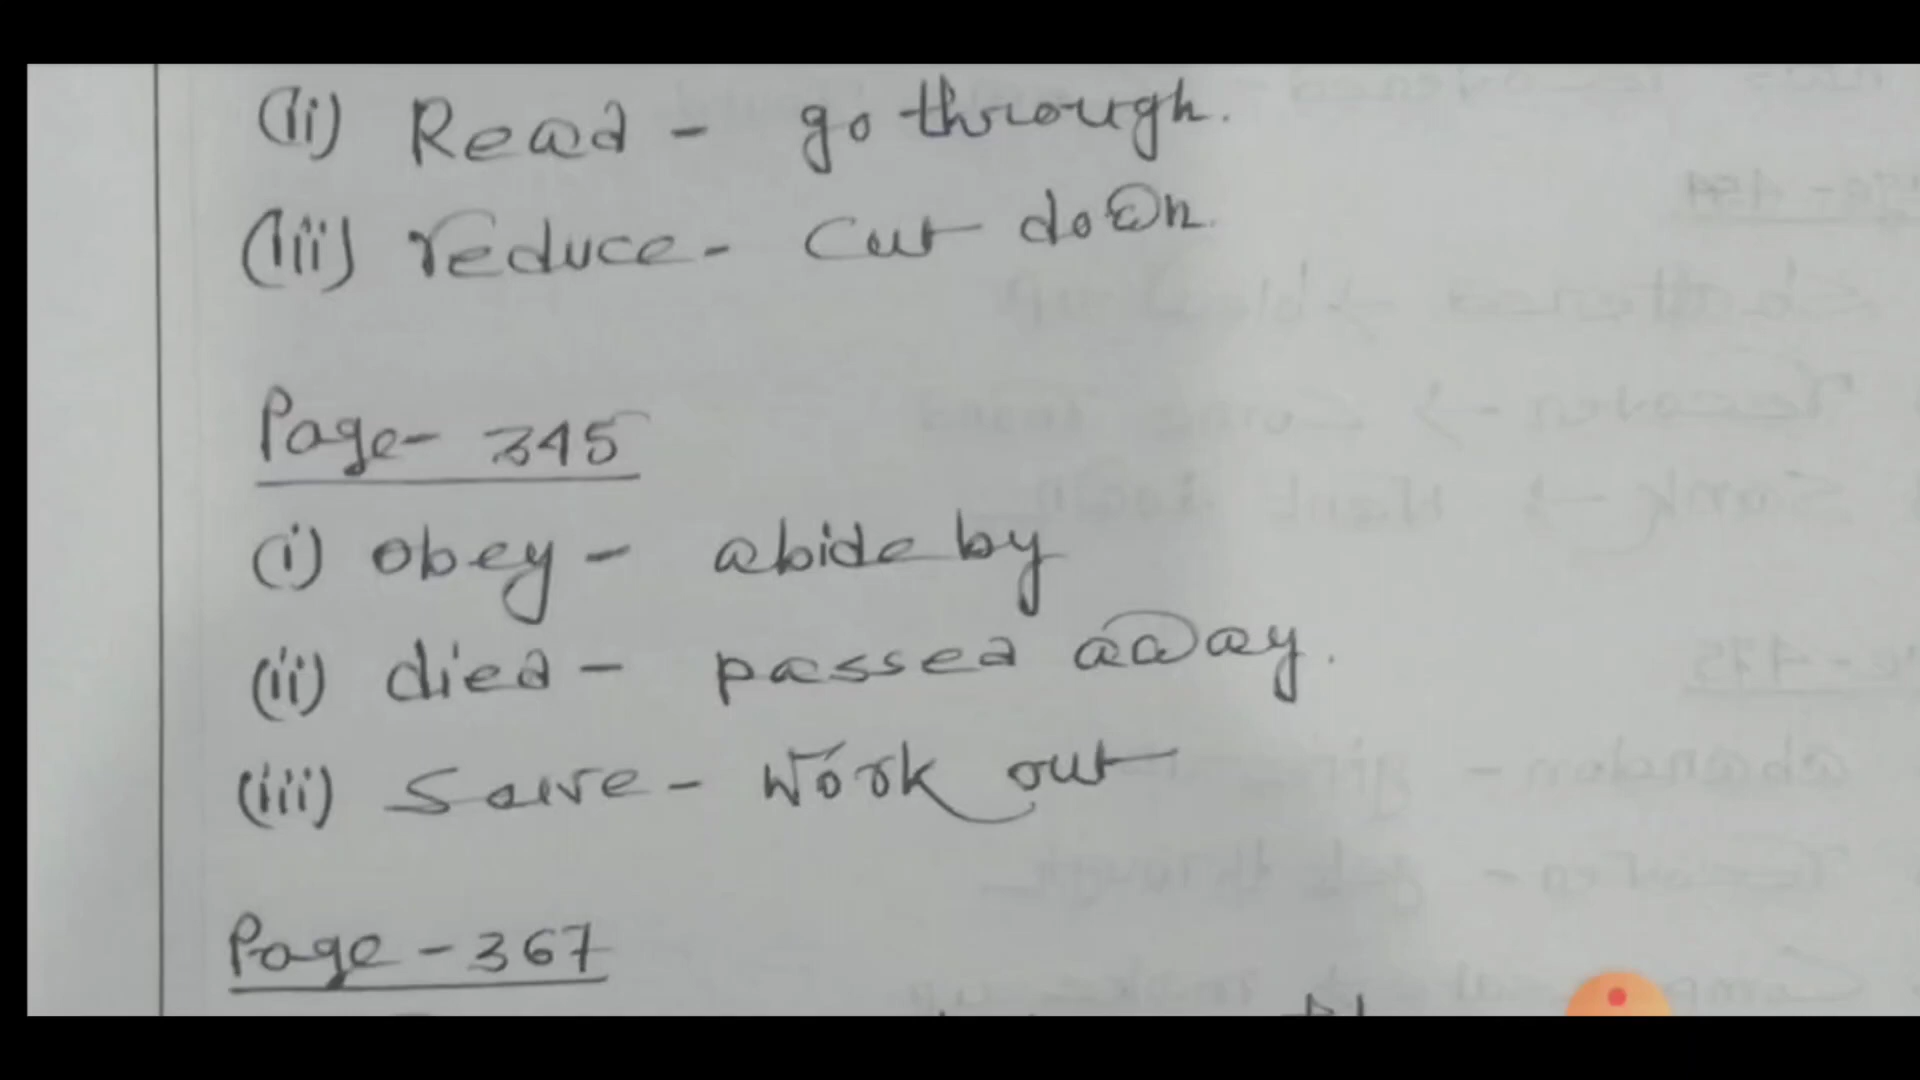 (ii) Read - go through.
(iii) reduce - cut down.
Page - 345
(i) obey - abide by
(ii) died - passed away.
(iii) Solve - Work out
Page - 367